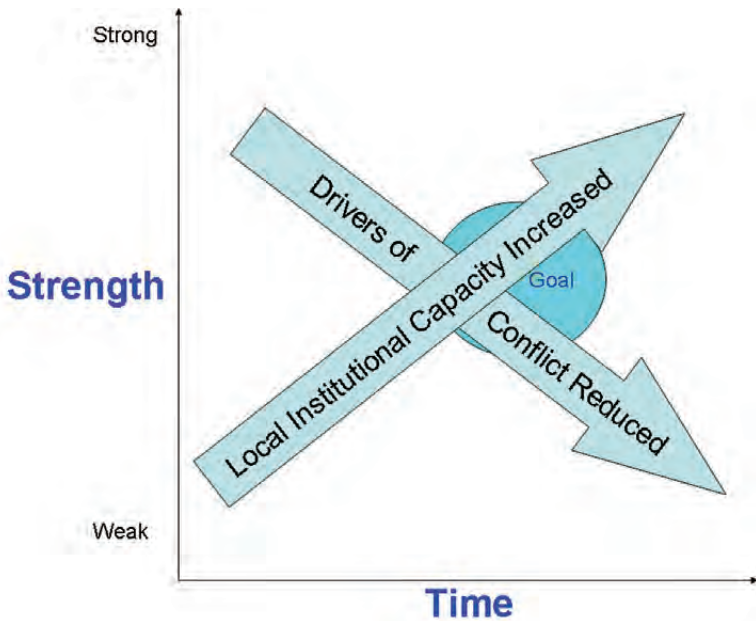 Strong
Drivers of
Conflict Reduced
Local Institutional Capacity Increased
Goal
Strength
Weak
Time